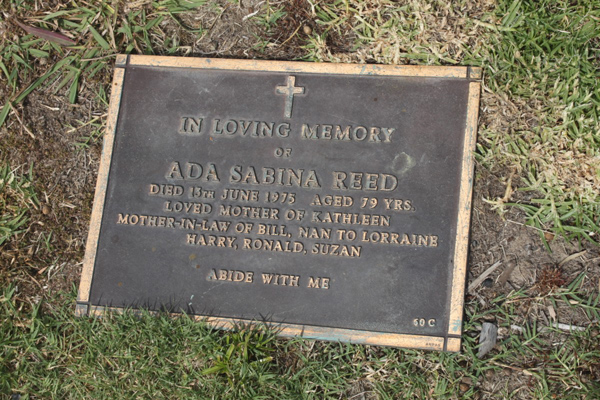 IN LOVING MEMORY
OF
ADA SABINA REED
DIED 13TH JUNE 1975 AGED 79 YRS.
LOVED MOTHER OF KATHLEEN
MOTHER-IN-LAW OF BILL, NAN TO LORRAINE
HARRY, RONALD, SUZAN
ABIDE WITH ME
60 C